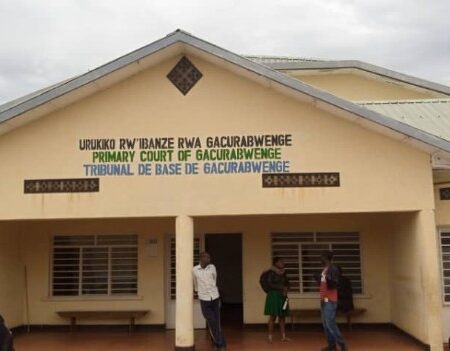 URUKIKO RW'IBANZE RWA GACURABWENGE
PRIMARY COURT OF GACURABWENGE
TRIBUNAL DE BASE DE GACURABWENGE